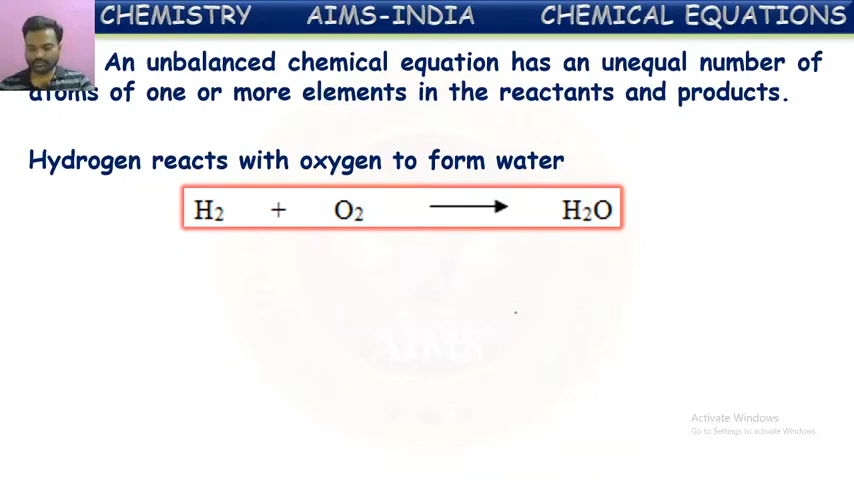 CHEMISTRY AIMS-INDIA CHEMICAL EQUATIONS
An unbalanced chemical equation has an unequal number of
atoms of one or more elements in the reactants and products.
Hydrogen reacts with oxygen to form water
H₂ + O₂ ⟶ H₂O
AIMS
Activate Windows
Go to Settings to activate Windows.